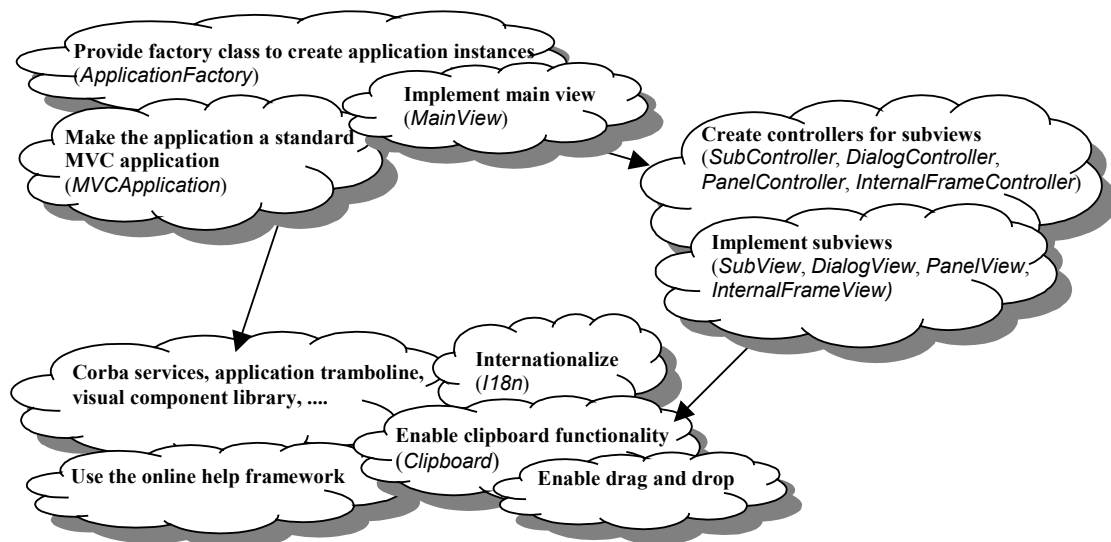 Provide factory class to create application instances
(ApplicationFactory)
Implement main view
(MainView)
Make the application a standard
MVC application
(MVCApplication)
Create controllers for subviews
(SubController, DialogController,
PanelController, InternalFrameController)
Implement subviews
(SubView, DialogView, PanelView,
InternalFrameView)
Corba services, application tramboline,
visual component library, ....
Internationalize
(I18n)
Enable clipboard functionality
(Clipboard)
Use the online help framework
Enable drag and drop